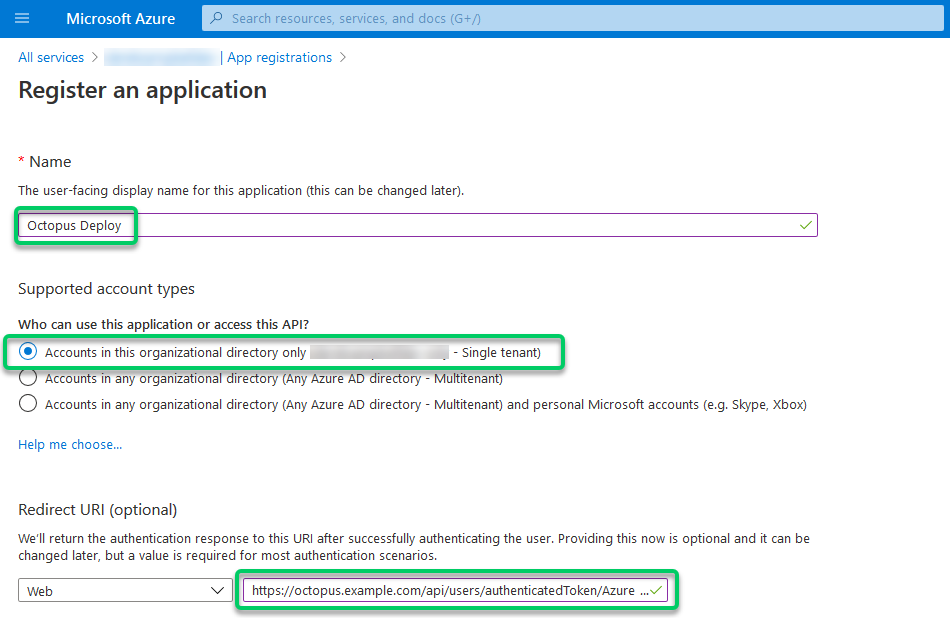 Microsoft Azure
Search resources, services, and docs (G+/)
All services > | App registrations >
Register an application
* Name
The user-facing display name for this application (this can be changed later).
Octopus Deploy
Supported account types
Who can use this application or access this API?
Accounts in this organizational directory only - Single tenant)
Accounts in any organizational directory (Any Azure AD directory - Multitenant)
Accounts in any organizational directory (Any Azure AD directory - Multitenant) and personal Microsoft accounts (e.g. Skype, Xbox)
Help me choose...
Redirect URI (optional)
We'll return the authentication response to this URI after successfully authenticating the user. Providing this now is optional and it can be
changed later, but a value is required for most authentication scenarios.
Web
https://octopus.example.com/api/users/authenticatedToken/Azure ...